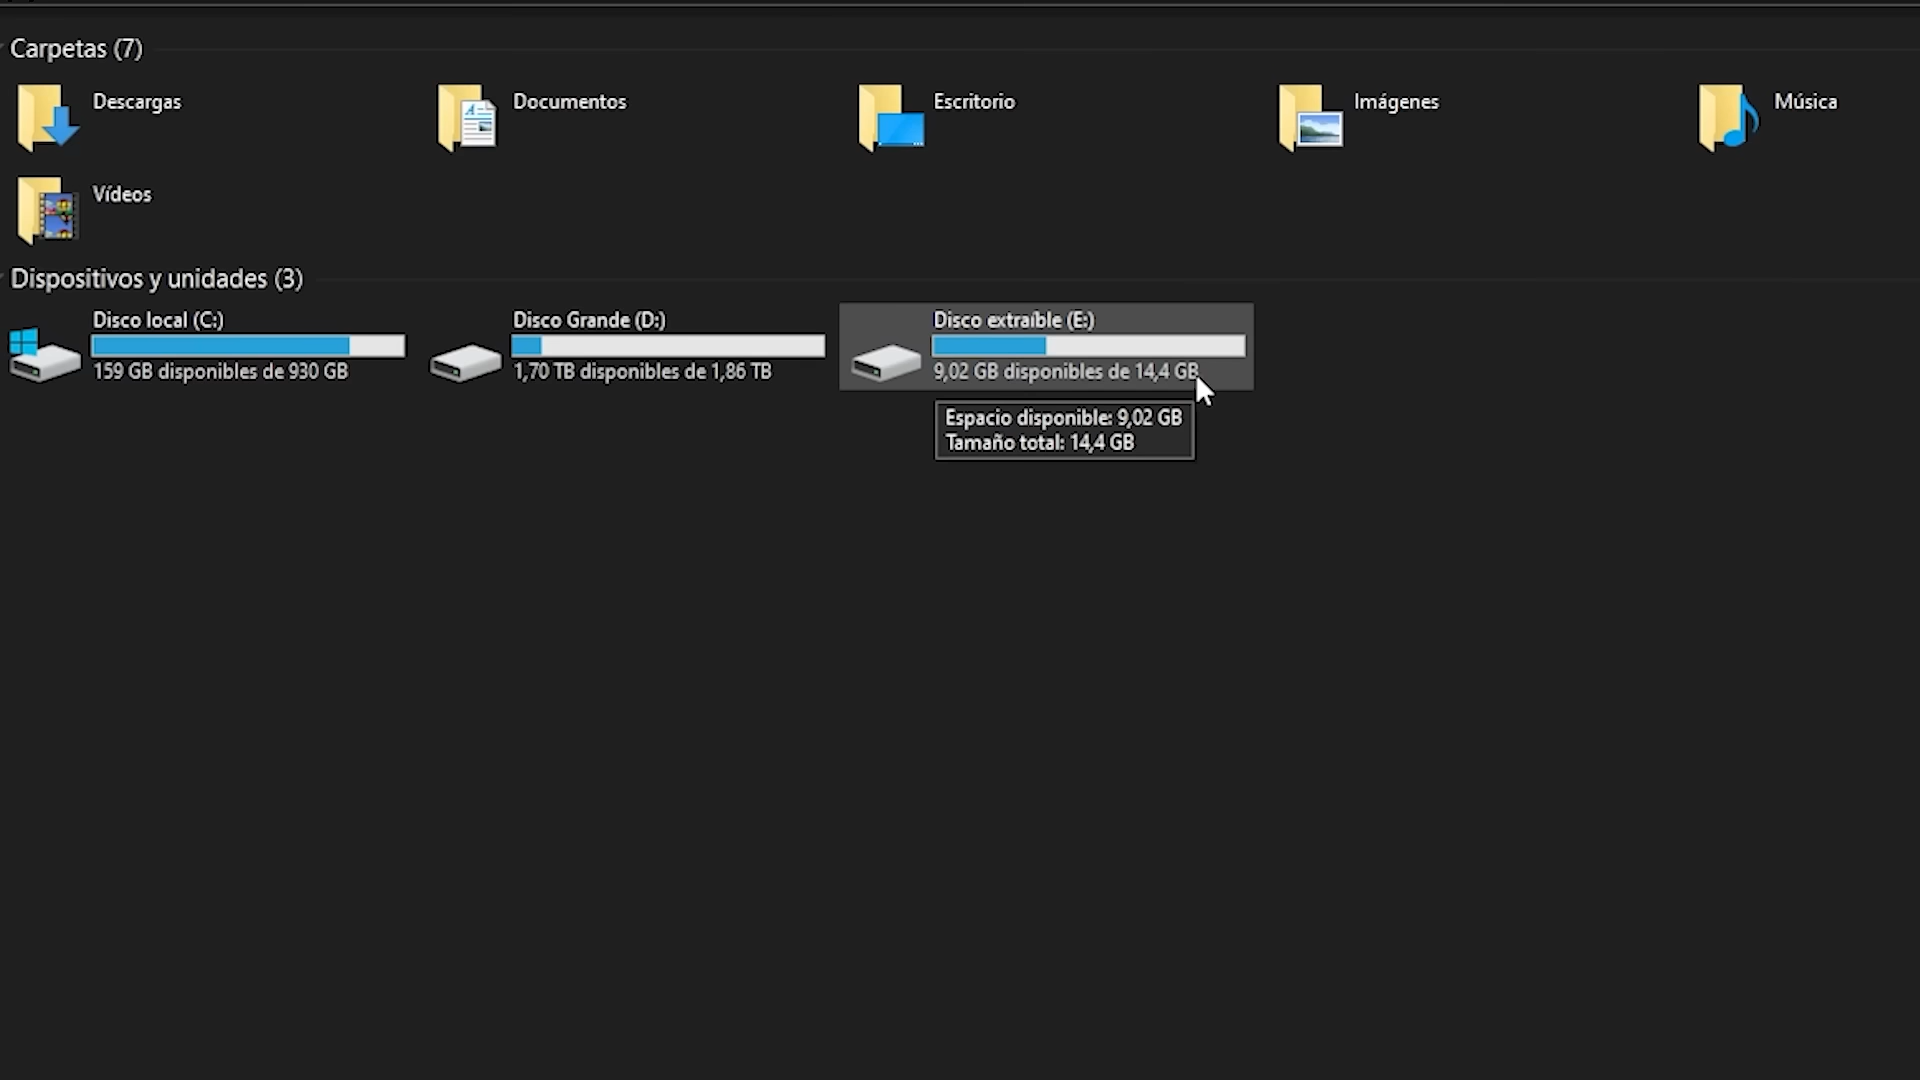 Carpetas (7)
Descargas
Documentos
Escritorio
Imágenes
Música
Vídeos
Dispositivos y unidades (3)
Disco local (C:)
159 GB disponibles de 930 GB
Disco Grande (D:)
1,70 TB disponibles de 1,86 TB
Disco extraíble (E:)
9,02 GB disponibles de 14,4 GB
Espacio disponible: 9,02 GB
Tamaño total: 14,4 GB